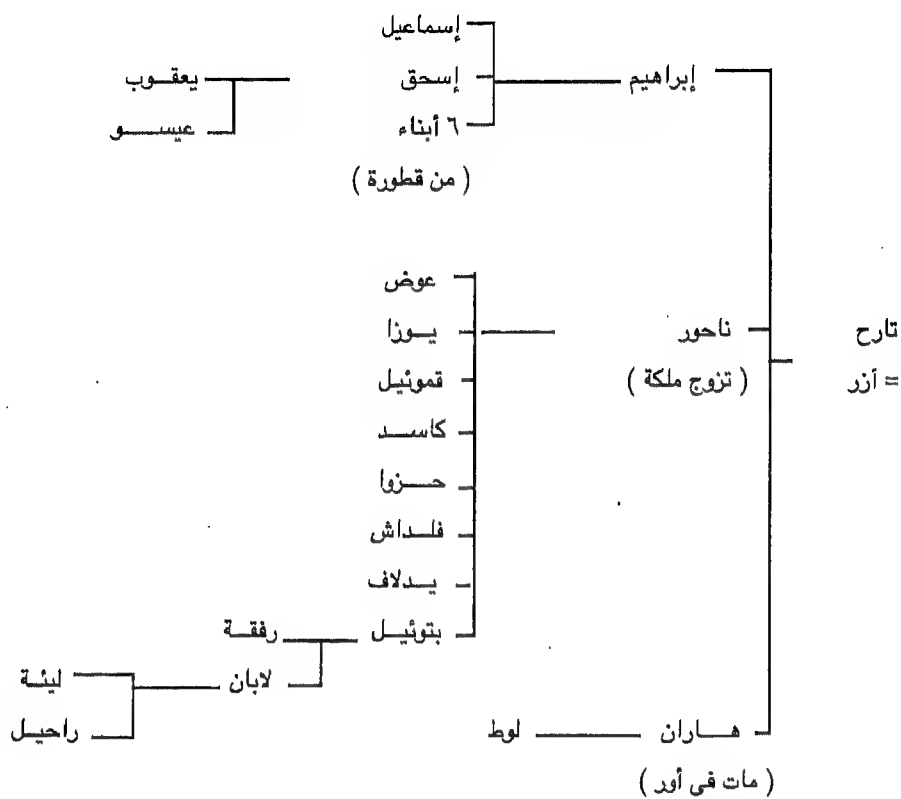 إسماعيل
إبراهيم إسحق يعقوب
٦ أبناء عيسو
( من قطورة )
عوض
تارح ناحور يوزا
= آزر ( تزوج ملكة ) قموئيل
كاسد
حزوا
فلداش
يدلاف
بتوئيل رفقة
لابان ليئة
هاران لوط راحيل
( مات فى أور )